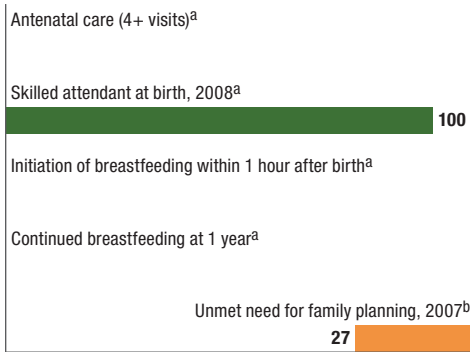 Antenatal care (4+ visits)a
Skilled attendant at birth, 2008a
100
Initiation of breastfeeding within 1 hour after birtha
Continued breastfeeding at 1 yeara
Unmet need for family planning, 2007b
27